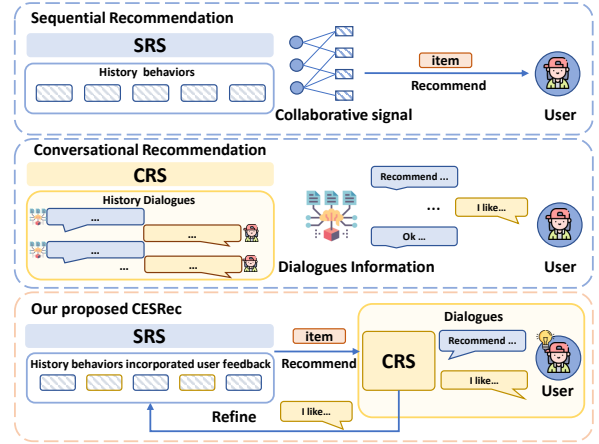 Sequential Recommendation
SRS
History behaviors
item
Recommend
Collaborative signal
User
Conversational Recommendation
CRS
History Dialogues
...
...
...
...
...
Recommend ...
...
I like...
Ok ...
Dialogues Information
User
Our proposed CESRec
SRS
History behaviors incorporated user feedback
item
Recommend
Dialogues
CRS
Recommend ...
I like...
User
Refine
I like...